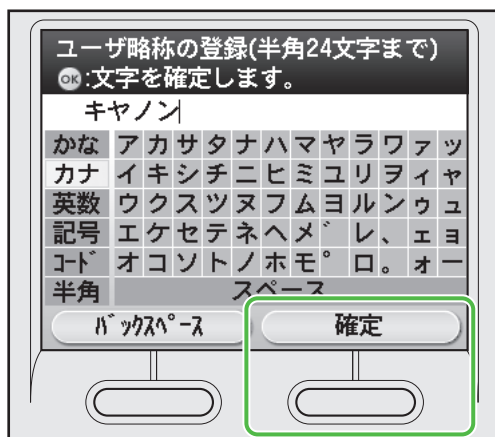 ユーザ略称の登録(半角24文字まで)
OK:文字を確定します。
キヤノン
かな アカサタナハマヤラワァッ
カナ イキシチニヒミユリヲィャ
英数 ウクスツヌフムヨルンゥュ
記号 エケセテネヘメ゛レ、ェョ
ｺｰﾄﾞ オコソトノホモ゜ロ。ォー
半角 スペース
ﾊﾞｯｸｽﾍﾟｰｽ 確定